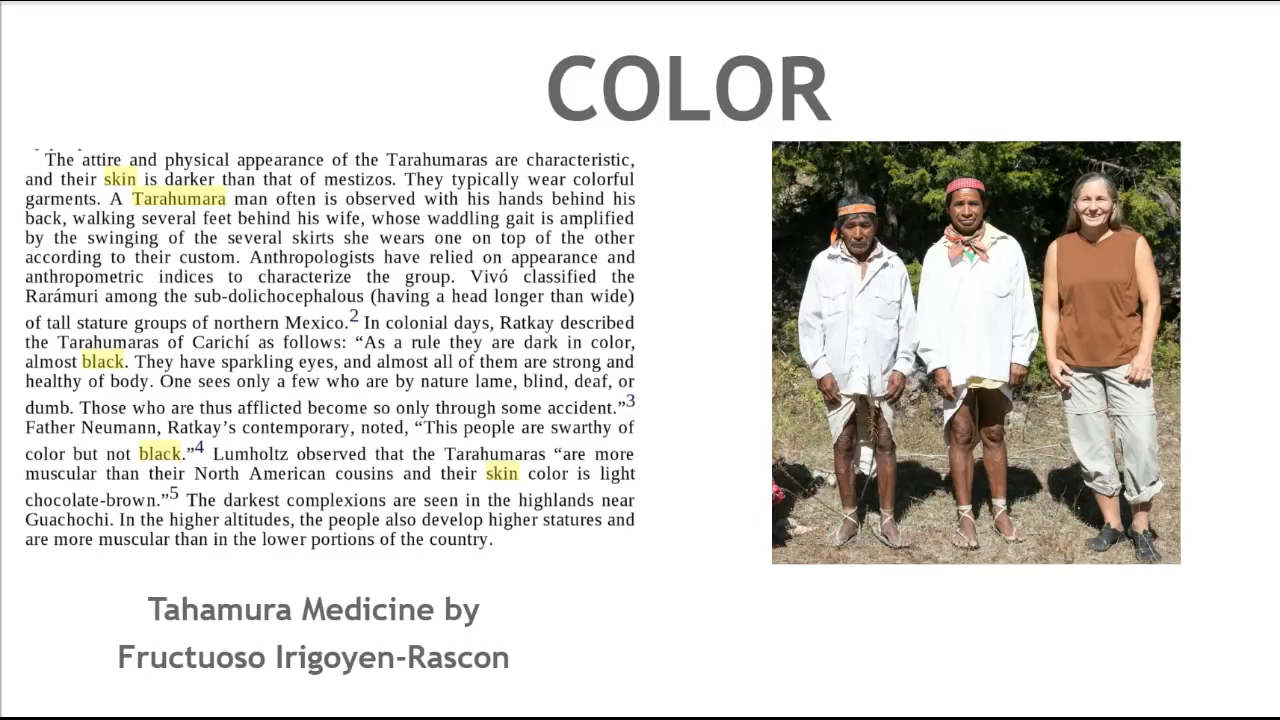 COLOR
The attire and physical appearance of the Tarahumaras are characteristic,
and their skin is darker than that of mestizos. They typically wear colorful
garments. A Tarahumara man often is observed with his hands behind his
back, walking several feet behind his wife, whose waddling gait is amplified
by the swinging of the several skirts she wears one on top of the other
according to their custom. Anthropologists have relied on appearance and
anthropometric indices to characterize the group. Vivó classified the
Rarámuri among the sub-dolichocephalous (having a head longer than wide)
of tall stature groups of northern Mexico.2 In colonial days, Ratkay described
the Tarahumaras of Carichí as follows: “As a rule they are dark in color,
almost black. They have sparkling eyes, and almost all of them are strong and
healthy of body. One sees only a few who are by nature lame, blind, deaf, or
dumb. Those who are thus afflicted become so only through some accident.”3
Father Neumann, Ratkay’s contemporary, noted, “This people are swarthy of
color but not black.”4 Lumholtz observed that the Tarahumaras “are more
muscular than their North American cousins and their skin color is light
chocolate-brown.”5 The darkest complexions are seen in the highlands near
Guachochi. In the higher altitudes, the people also develop higher statures and
are more muscular than in the lower portions of the country.
Tahamura Medicine by
Fructuoso Irigoyen-Rascon